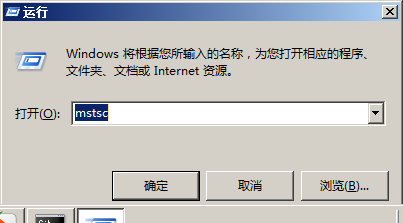 运行
Windows 将根据您所输入的名称，为您打开相应的程序、
文件夹、文档或 Internet 资源。
打开(O): mstsc
确定 取消 浏览(B)...